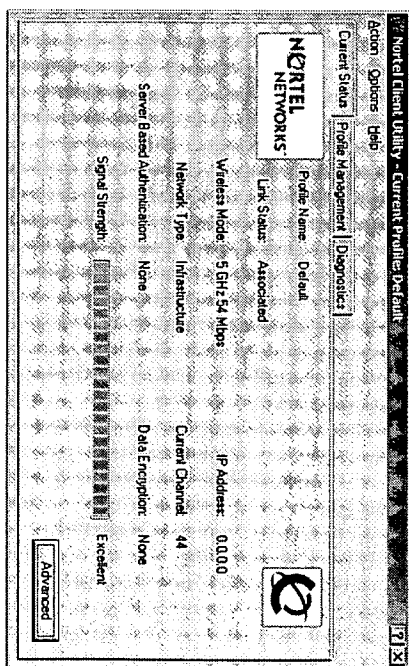 Nortel Client Utility - Current Profile: Default
Action Options Help
Current Status Profile Management Diagnostics
NORTEL
NETWORKS
Profile Name: Default
Link Status: Associated
Wireless Mode: 5 GHz 54 Mbps IP Address: 0.0.0.0
Network Type: Infrastructure Current Channel: 44
Server Based Authentication: None Data Encryption: None
Signal Strength: Excellent
Advanced